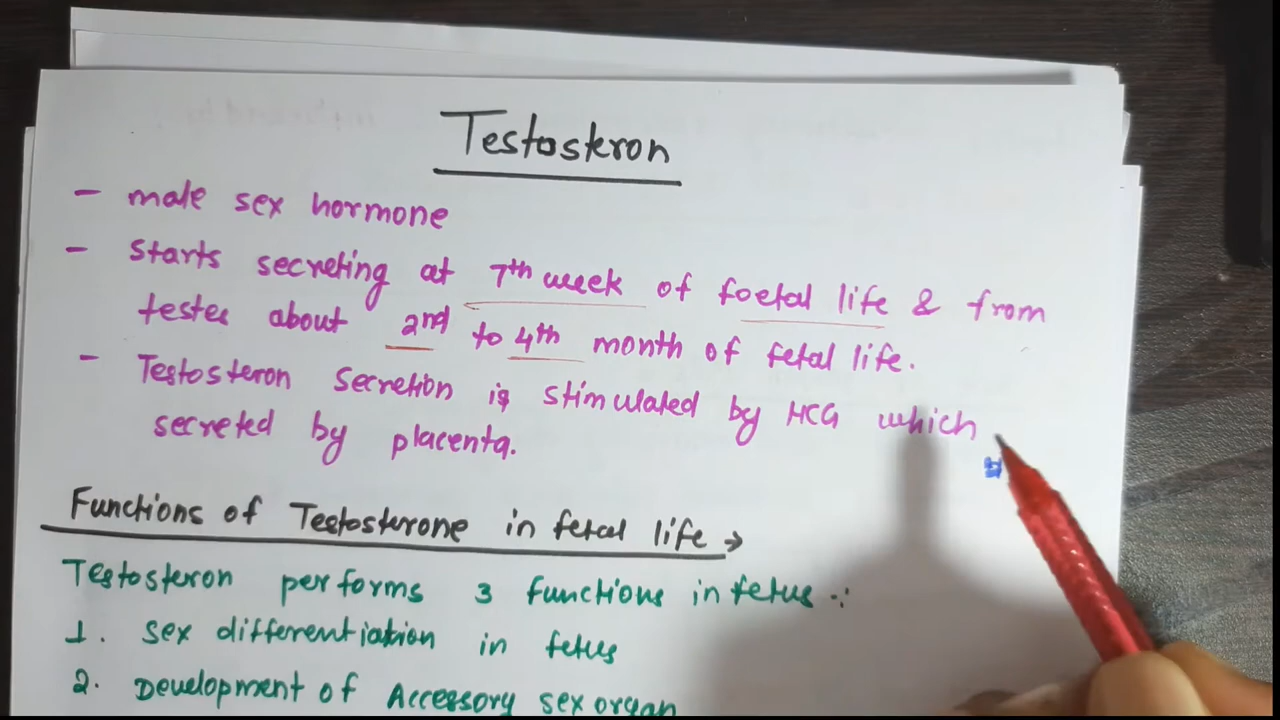 Testosteron
- male sex hormone
- Starts secreting at 7th week of foetal life & from
testes about 2nd to 4th month of fetal life.
- Testosteron Secretion is stimulated by HCG which
secreted by placenta.
Functions of Testosterone in fetal life →
Testosteron performs 3 functions in fetus :
1. Sex differentiation in fetus
2. Development of Accessory sex organ